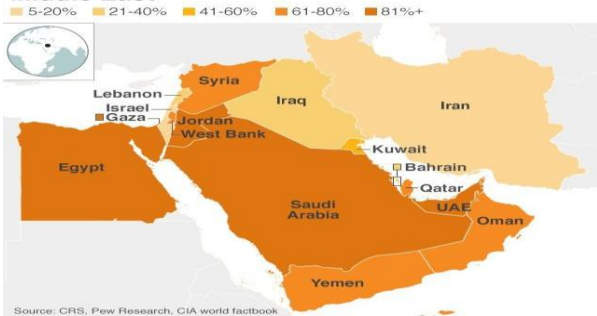 5-20% 21-40% 41-60% 61-80% 81%+
Syria
Lebanon
Iraq
Iran
Israel
Gaza
Jordan
West Bank
Kuwait
Egypt
Bahrain
Qatar
Saudi
Arabia
UAE
Oman
Yemen
Source: CRS, Pew Research, CIA world factbook